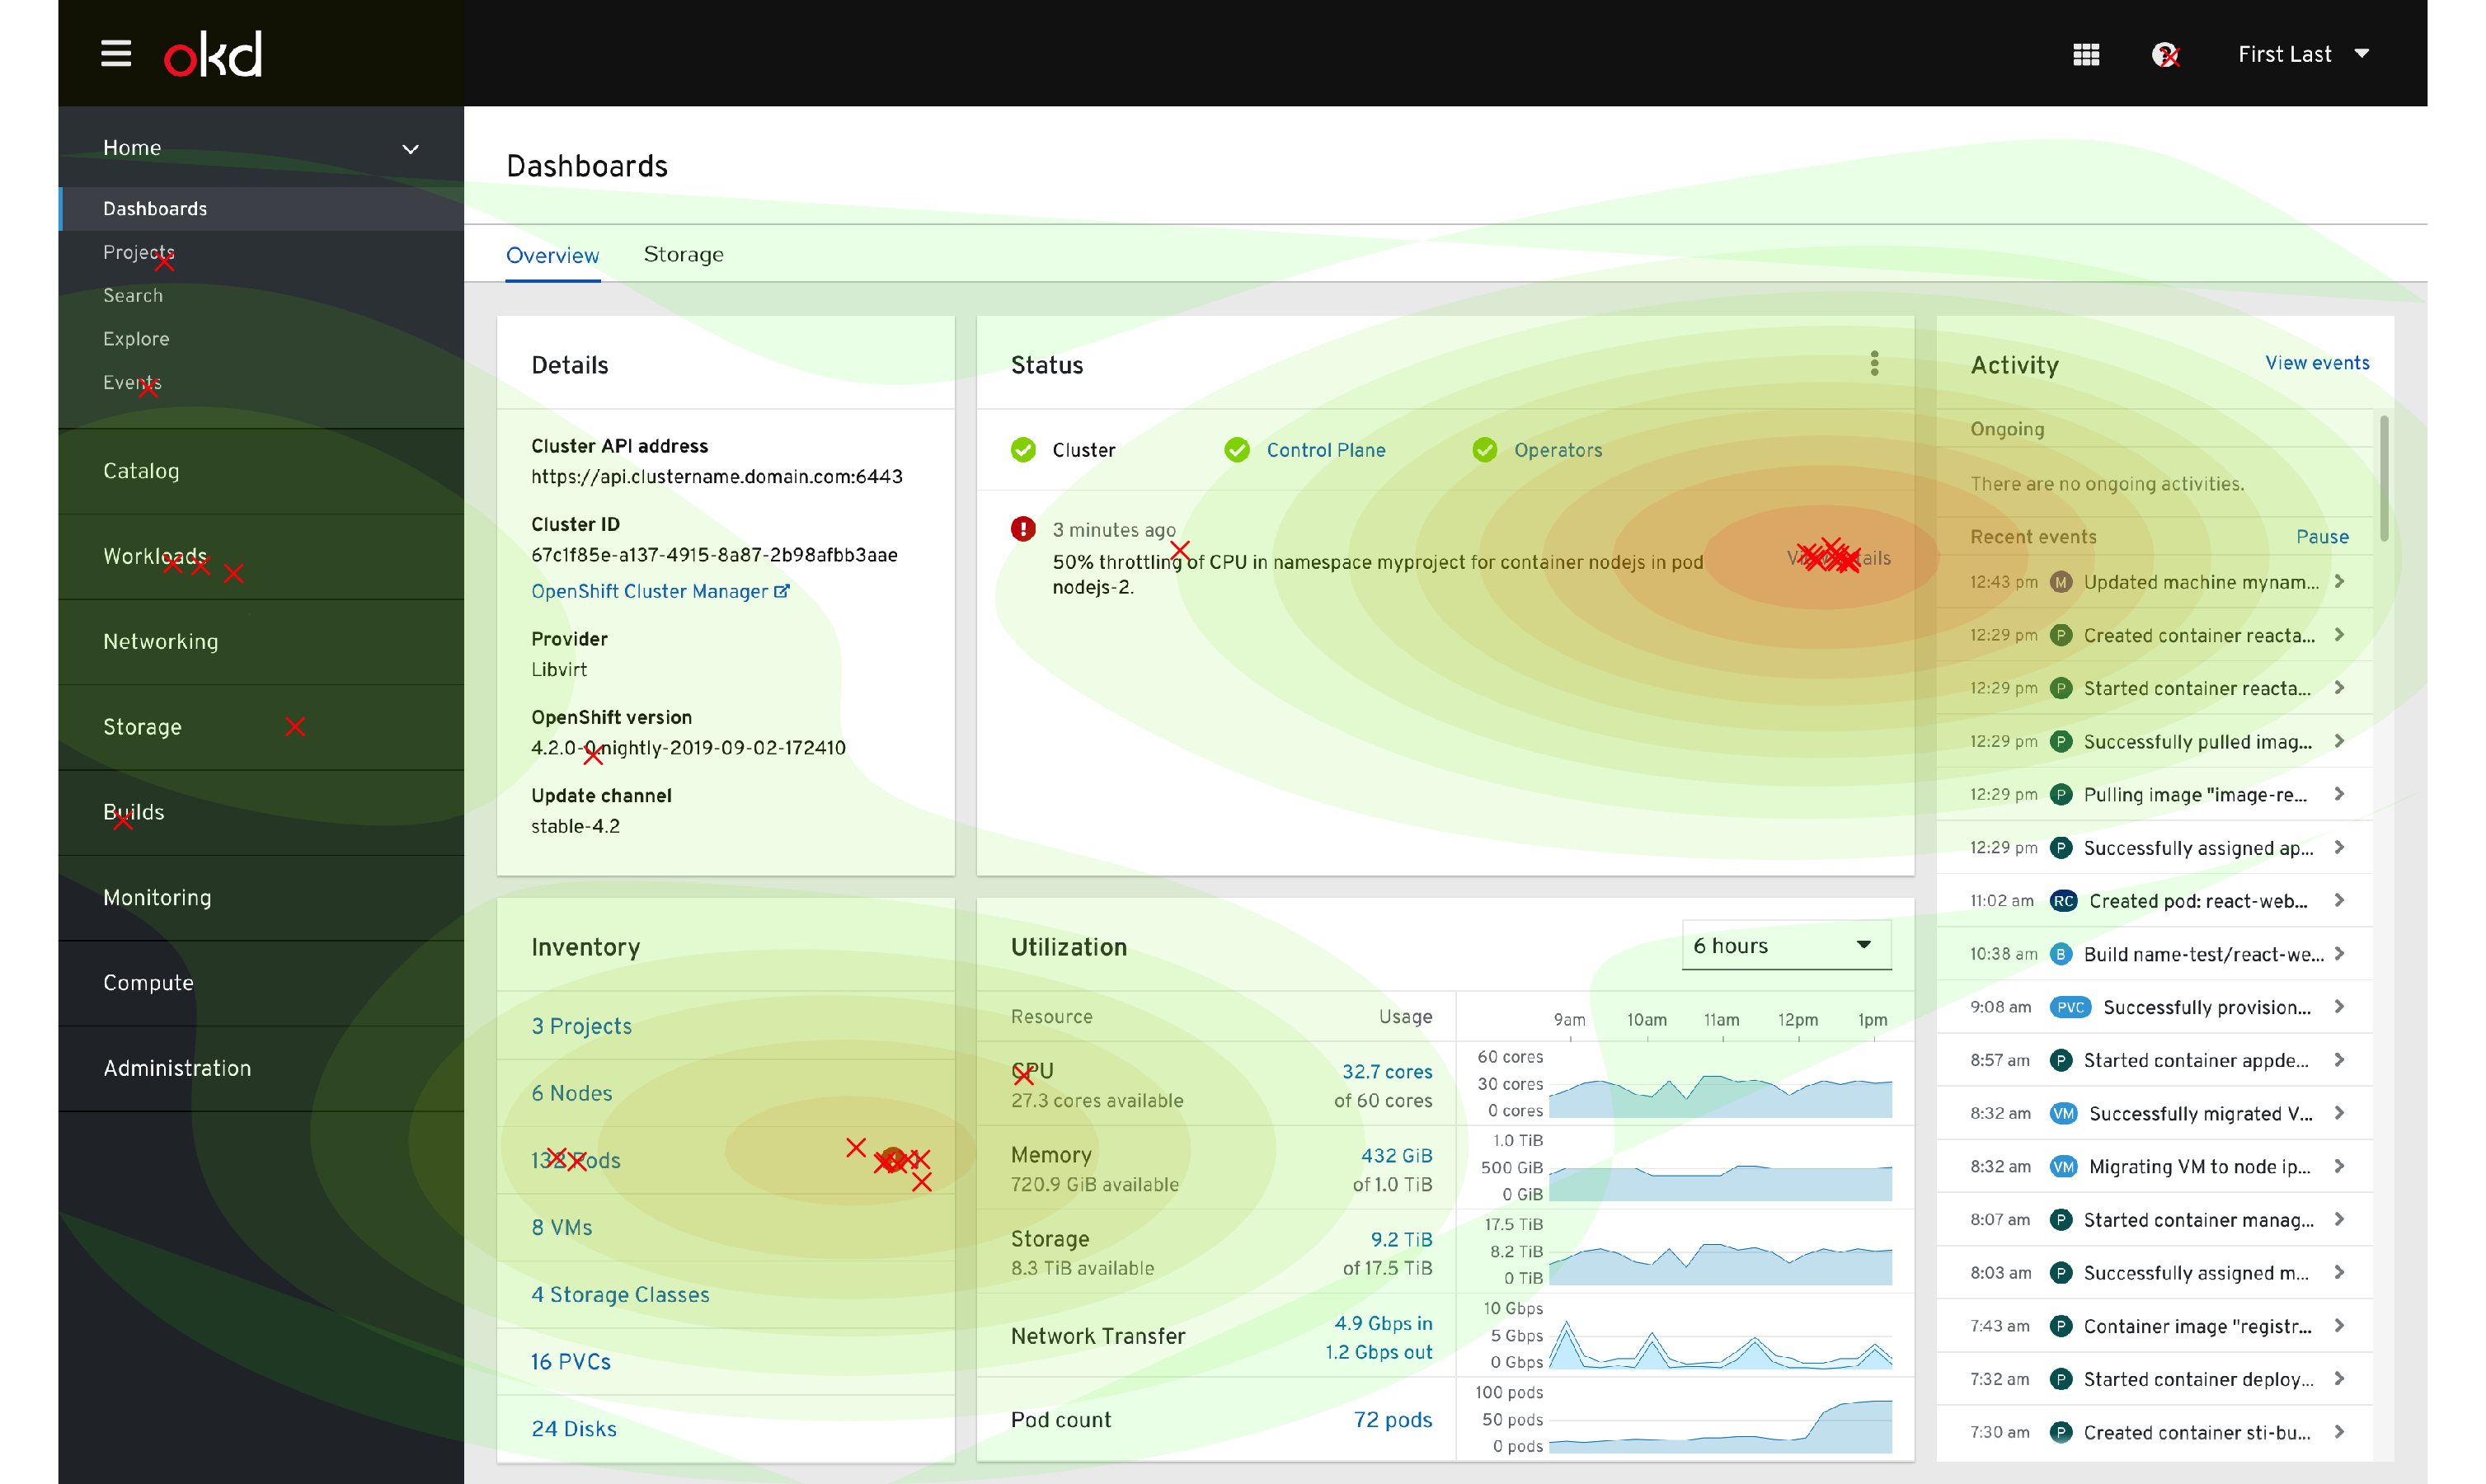 okd
First Last
Home
Dashboards
Projects
Search
Explore
Events
Catalog
Workloads
Networking
Storage
Builds
Monitoring
Compute
Administration
Dashboards
Overview
Storage
Details
Cluster API address
https://api.clustername.domain.com:6443
Cluster ID
67c1f85e-a137-4915-8a87-2b98afbb3aae
OpenShift Cluster Manager
Provider
Libvirt
OpenShift version
4.2.0-0.nightly-2019-09-02-172410
Update channel
stable-4.2
Status
Cluster
Control Plane
Operators
3 minutes ago
50% throttling of CPU in namespace myproject for container nodejs in pod
nodejs-2.
Activity
View events
Ongoing
There are no ongoing activities.
Recent events
Pause
12:43 pm M Updated machine mynam...
12:29 pm P Created container reacta...
12:29 pm P Started container reacta...
12:29 pm P Successfully pulled imag...
12:29 pm P Pulling image "image-re...
12:29 pm P Successfully assigned ap...
11:02 am RC Created pod: react-web...
10:38 am B Build name-test/react-we...
9:08 am PVC Successfully provision...
8:57 am P Started container appde...
8:32 am VM Successfully migrated V...
8:32 am VM Migrating VM to node ip...
8:07 am P Started container manag...
8:03 am P Successfully assigned m...
7:43 am P Container image "registr...
7:32 am P Started container deploy...
7:30 am P Created container sti-bu...
Inventory
3 Projects
6 Nodes
132 Pods
8 VMs
4 Storage Classes
16 PVCs
24 Disks
Utilization
6 hours
Resource
Usage
9am 10am 11am 12pm 1pm
CPU
27.3 cores available
32.7 cores
of 60 cores
60 cores
30 cores
0 cores
Memory
720.9 GiB available
432 GiB
of 1.0 TiB
1.0 TiB
500 GiB
0 GiB
Storage
8.3 TiB available
9.2 TiB
of 17.5 TiB
17.5 TiB
8.2 TiB
0 TiB
Network Transfer
4.9 Gbps in
1.2 Gbps out
10 Gbps
5 Gbps
0 Gbps
Pod count
72 pods
100 pods
50 pods
0 pods